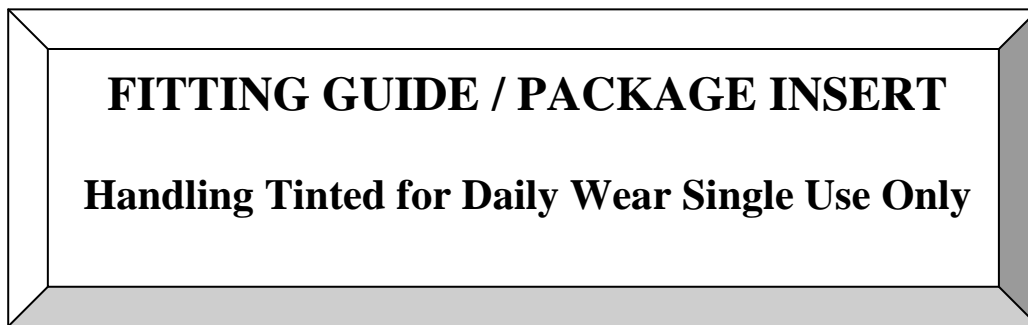 FITTING GUIDE / PACKAGE INSERT
Handling Tinted for Daily Wear Single Use Only